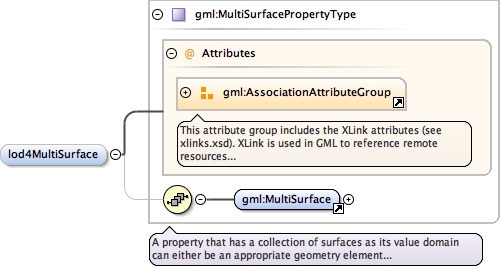 gml:MultiSurfacePropertyType
@ Attributes
gml:AssociationAttributeGroup
This attribute group includes the XLink attributes (see
xlinks.xsd). XLink is used in GML to reference remote
resources...
lod4MultiSurface
gml:MultiSurface
A property that has a collection of surfaces as its value domain
can either be an appropriate geometry element...